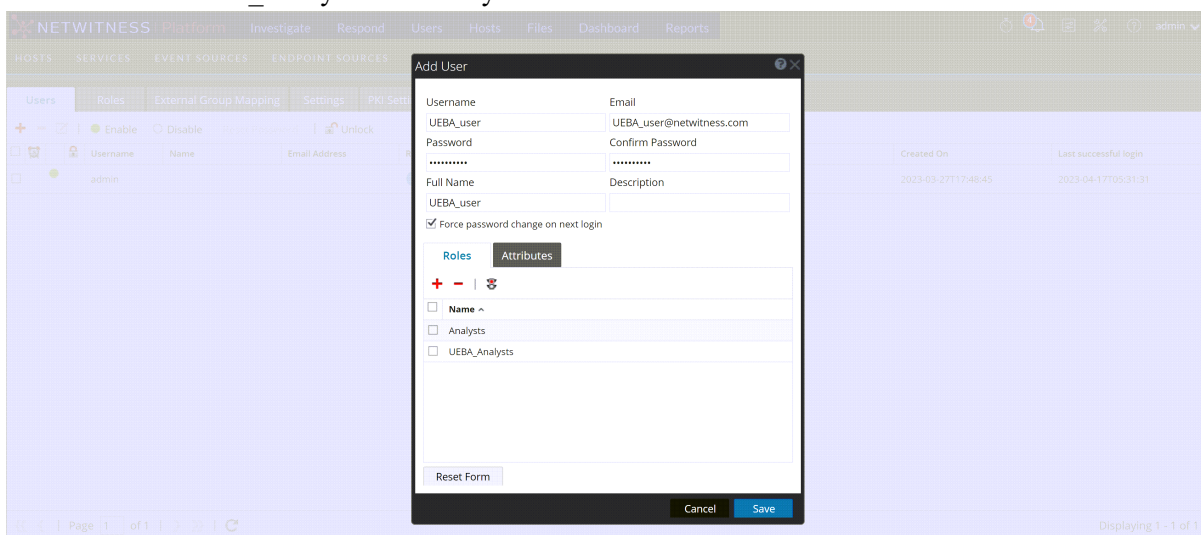 NETWITNESS Platform Investigate Respond Users Hosts Files Dashboard Reports admin
HOSTS SERVICES EVENT SOURCES ENDPOINT SOURCES
Add User
Users Roles External Group Mapping Settings PKI Setti
Enable Disable Unlock
Username Name Email Address Created On Last successful login
admin 2023-03-27T17:48:45 2023-04-17T05:31:31
Username Email
UEBA_user UEBA_user@netwitness.com
Password Confirm Password
•••••••••• ••••••••••
Full Name Description
UEBA_user
Force password change on next login
Roles Attributes
Name
Analysts
UEBA_Analysts
Reset Form
Cancel Save
Page 1 of 1 Displaying 1 - 1 of 1